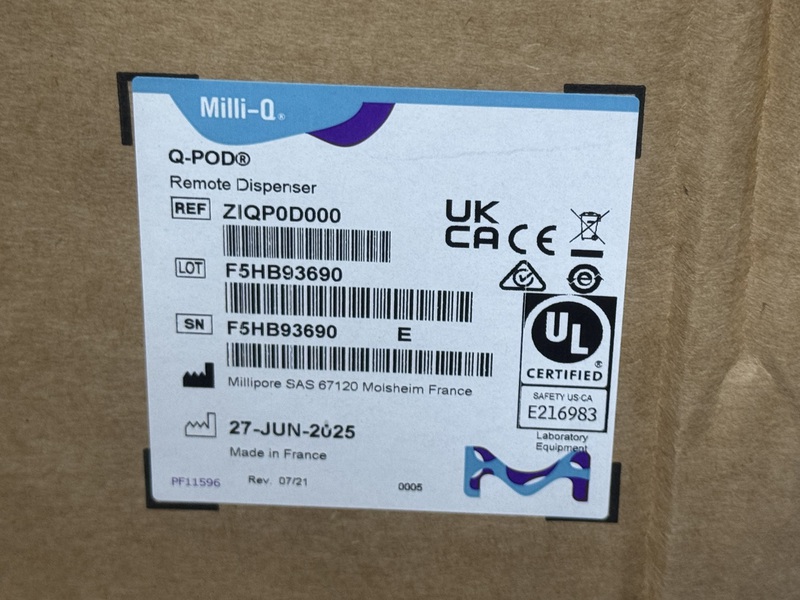 Milli-Q®
Q-POD®
Remote Dispenser
REF ZIQP0D000
LOT F5HB93690
SN F5HB93690 E
Millipore SAS 67120 Molsheim France
27-JUN-2025
Made in France
PF11596 Rev. 07/21 0005
UK
CA CE
UL ®
CERTIFIED
SAFETY US-CA
E216983
Laboratory
Equipment